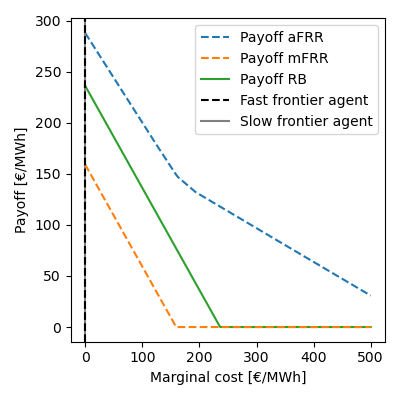 300
250
200
150
100
50
0
Payoff [€/MWh]
Payoff aFRR
Payoff mFRR
Payoff RB
Fast frontier agent
Slow frontier agent
0 100 200 300 400 500
Marginal cost [€/MWh]